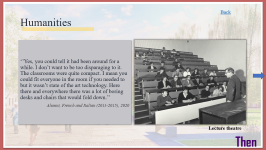 Back
Humanities
"Yes, you could tell it had been around for a
while. I don't want to be too disparaging to it.
The classrooms were quite compact. I mean you
could fit everyone in the room if you needed to
but it wasn't state of the art technology. Here
there and everywhere there was a lot of boring
desks and chairs that would fold down."
Alumni, French and Italian (2011-2015), 2020
Lecture theatre
Then